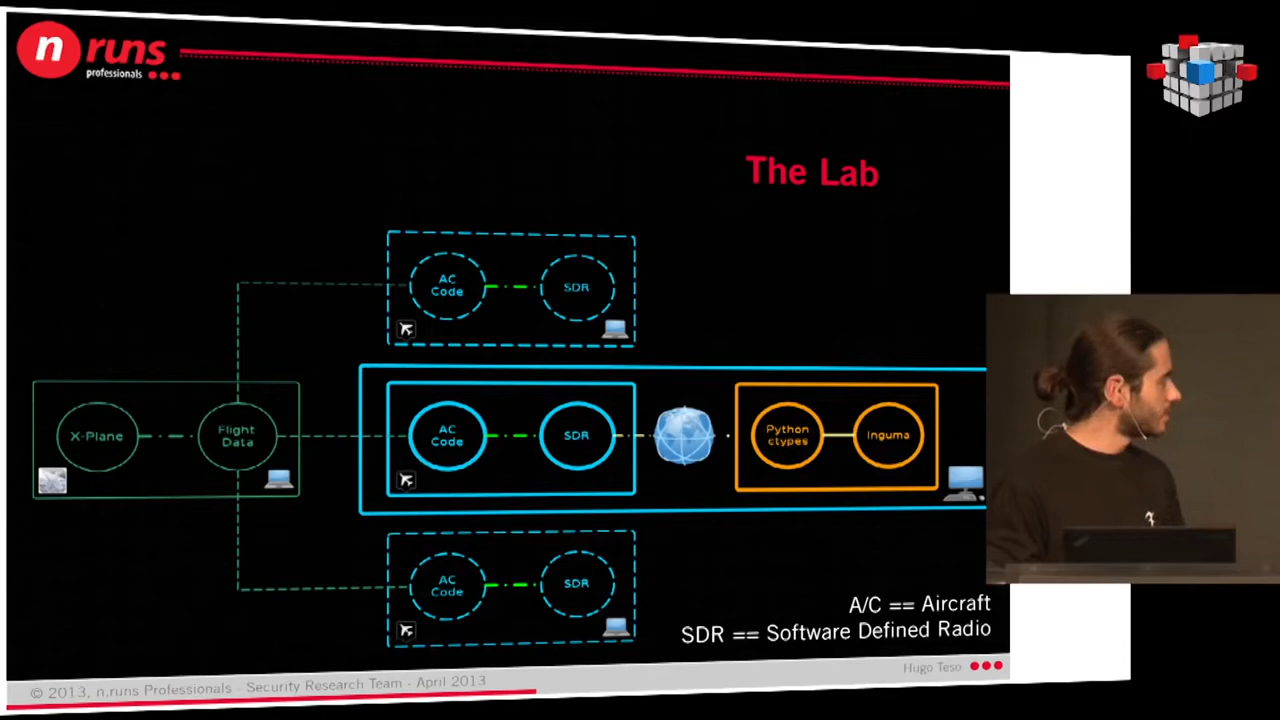 n runs
professionals
The Lab
AC
Code
SDR
X-Plane
Flight
Data
AC
Code
SDR
Python
ctypes
Inguma
AC
Code
SDR
A/C == Aircraft
SDR == Software Defined Radio
Hugo Teso
© 2013, n.runs Professionals - Security Research Team - April 2013